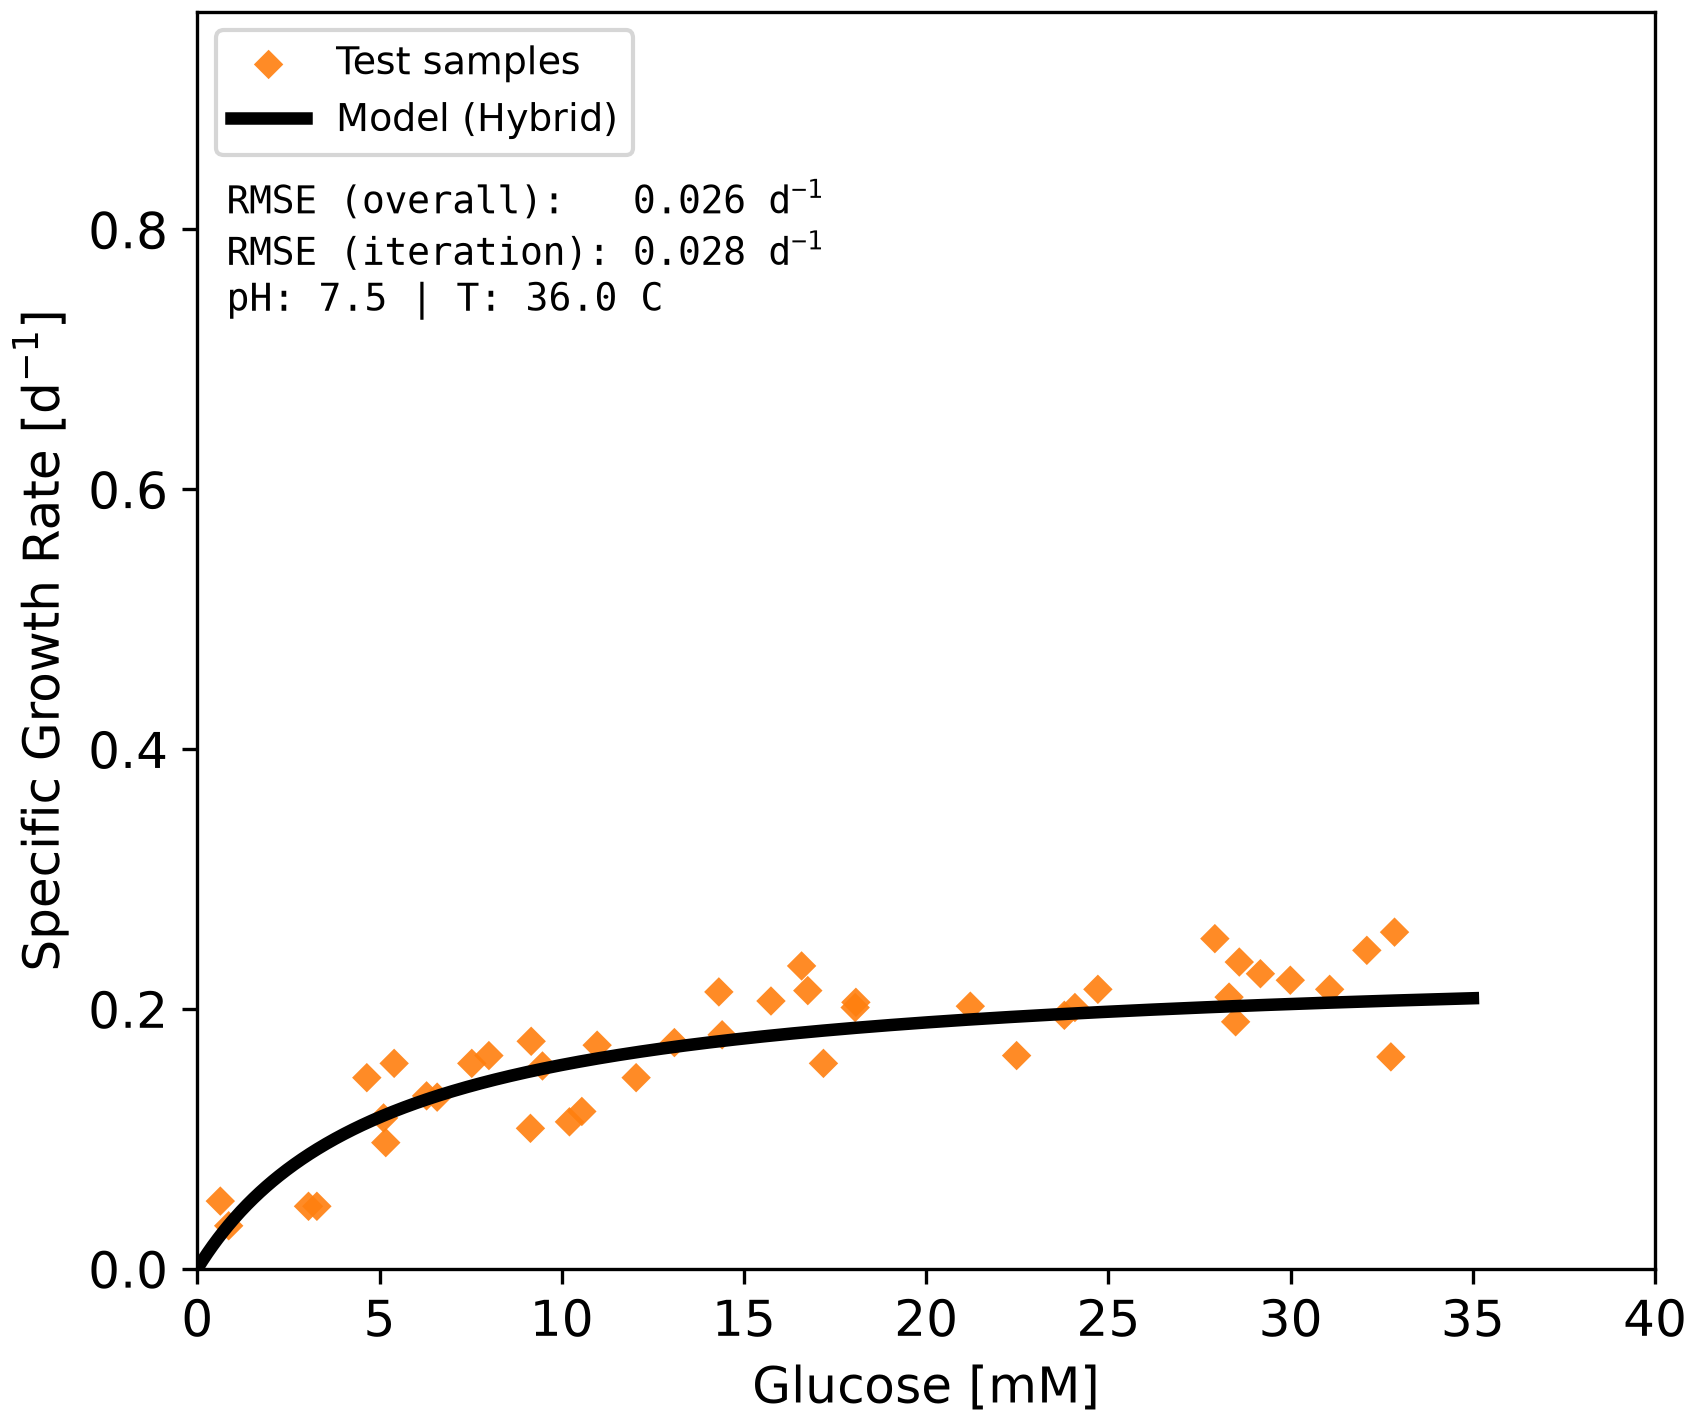 Test samples
Model (Hybrid)
RMSE (overall): 0.026 d⁻¹
RMSE (iteration): 0.028 d⁻¹
pH: 7.5 | T: 36.0 C
Specific Growth Rate [d⁻¹]
0.8
0.6
0.4
0.2
0.0
0 5 10 15 20 25 30 35 40
Glucose [mM]